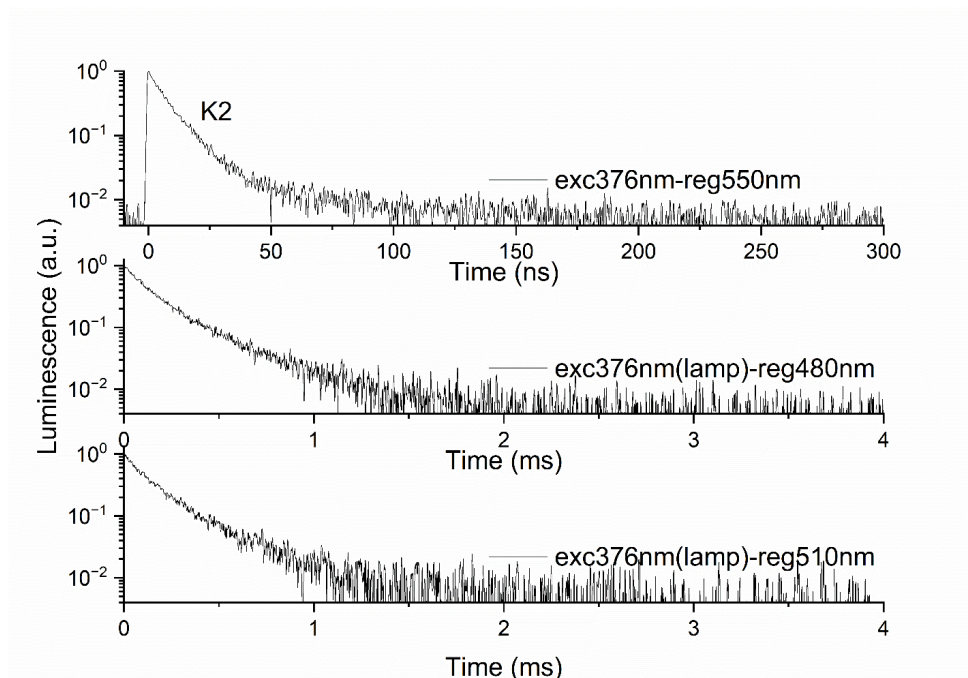 Luminescence (a.u.)
10⁰
K2
10⁻¹
exc376nm-reg550nm
10⁻²
0 50 100 150 200 250 300
Time (ns)
10⁰
10⁻¹
exc376nm(lamp)-reg480nm
10⁻²
0 1 2 3 4
Time (ms)
10⁰
10⁻¹
exc376nm(lamp)-reg510nm
10⁻²
0 1 2 3 4
Time (ms)